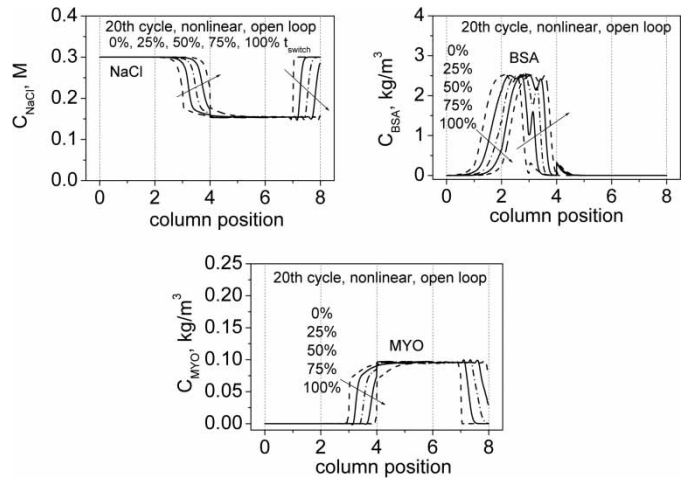 20th cycle, nonlinear, open loop
0%, 25%, 50%, 75%, 100% t_switch
NaCl
C_NaCl, M
0.4
0.3
0.2
0.1
0.0
0 2 4 6 8
column position
20th cycle, nonlinear, open loop
0%
25%
50%
75%
100%
BSA
C_BSA, kg/m³
4
3
2
1
0
0 2 4 6 8
column position
20th cycle, nonlinear, open loop
0%
25%
50%
75%
100%
MYO
C_MYO, kg/m³
0.25
0.20
0.15
0.10
0.05
0.00
0 2 4 6 8
column position